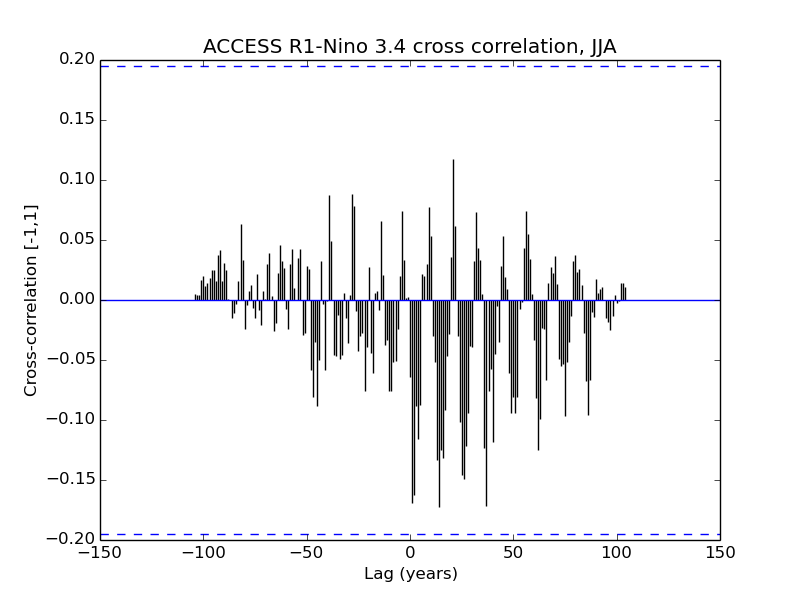 ACCESS R1-Nino 3.4 cross correlation, JJA
0.20
0.15
0.10
0.05
0.00
−0.05
−0.10
−0.15
−0.20
Cross-correlation [-1,1]
−150 −100 −50 0 50 100 150
Lag (years)